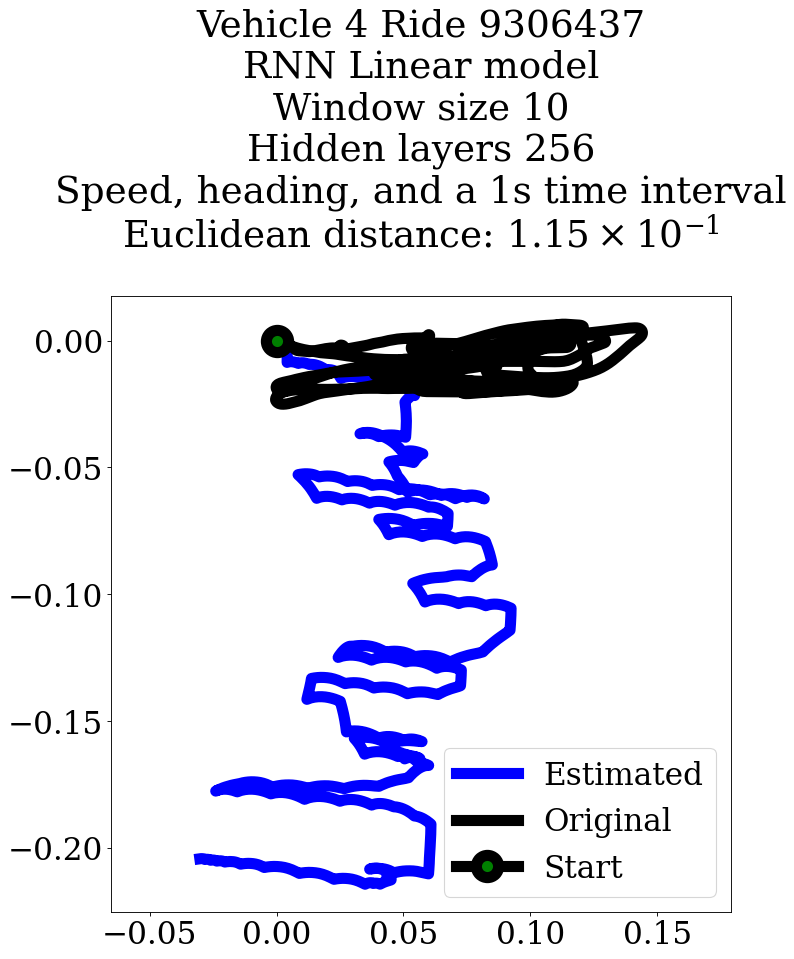 Vehicle 4 Ride 9306437
RNN Linear model
Window size 10
Hidden layers 256
Speed, heading, and a 1s time interval
Euclidean distance: 1.15 × 10⁻¹
0.00
−0.05
−0.10
−0.15
−0.20
Estimated
Original
Start
−0.05 0.00 0.05 0.10 0.15